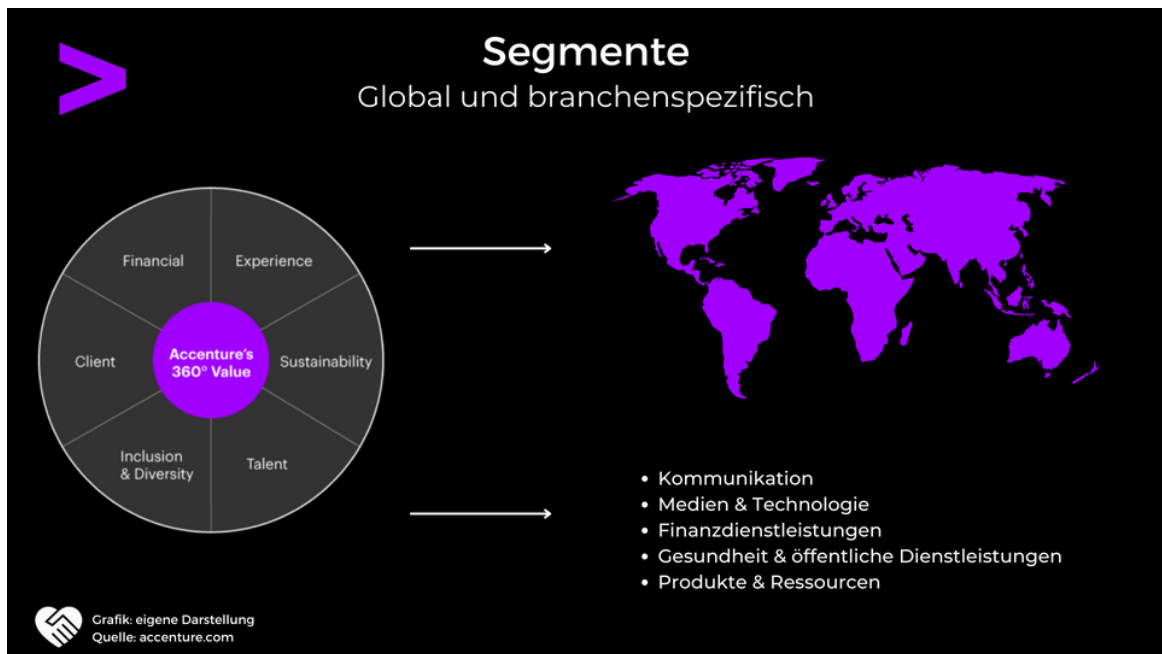 Segmente
Global und branchenspezifisch
Financial
Experience
Client
Accenture's
360° Value
Sustainability
Inclusion
& Diversity
Talent
• Kommunikation
• Medien & Technologie
• Finanzdienstleistungen
• Gesundheit & öffentliche Dienstleistungen
• Produkte & Ressourcen
Grafik: eigene Darstellung
Quelle: accenture.com